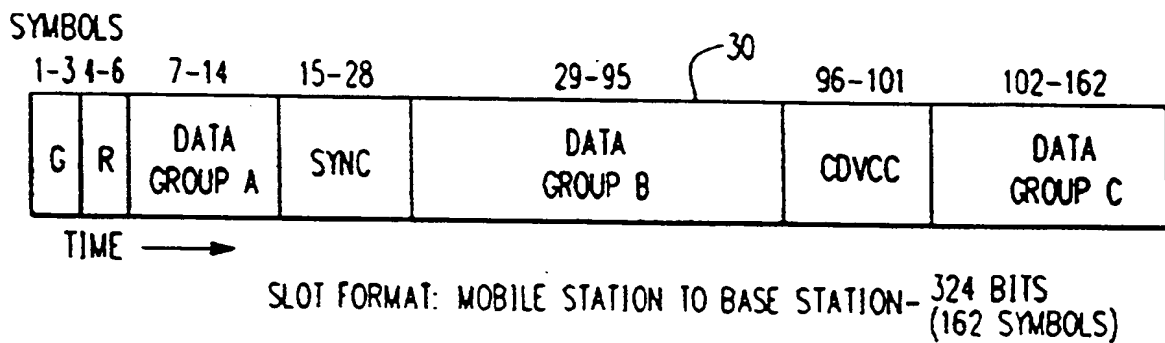 SYMBOLS
1-3 4-6 7-14 15-28 29-95 30 96-101 102-162
G R DATA GROUP A SYNC DATA GROUP B CDVCC DATA GROUP C
TIME
SLOT FORMAT: MOBILE STATION TO BASE STATION- 324 BITS
(162 SYMBOLS)